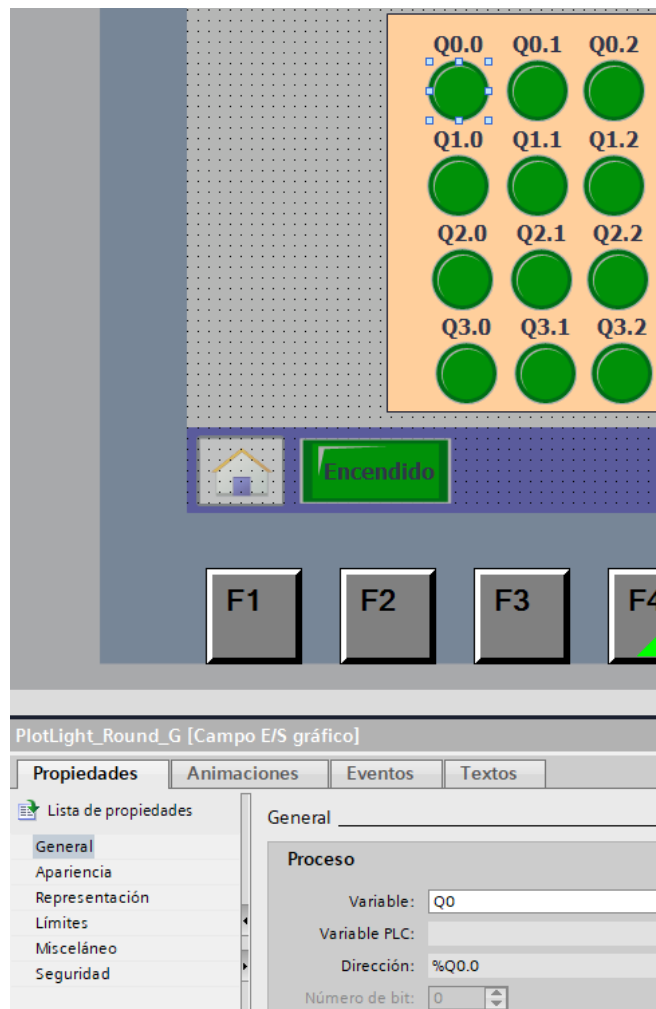 Q0.0 Q0.1 Q0.2
Q1.0 Q1.1 Q1.2
Q2.0 Q2.1 Q2.2
Q3.0 Q3.1 Q3.2
Encendido
F1 F2 F3 F4
PlotLight_Round_G [Campo E/S gráfico]
Propiedades Animaciones Eventos Textos
Lista de propiedades
General
Apariencia
Representación
Límites
Misceláneo
Seguridad
General
Proceso
Variable: Q0
Variable PLC:
Dirección: %Q0.0
Número de bit: 0